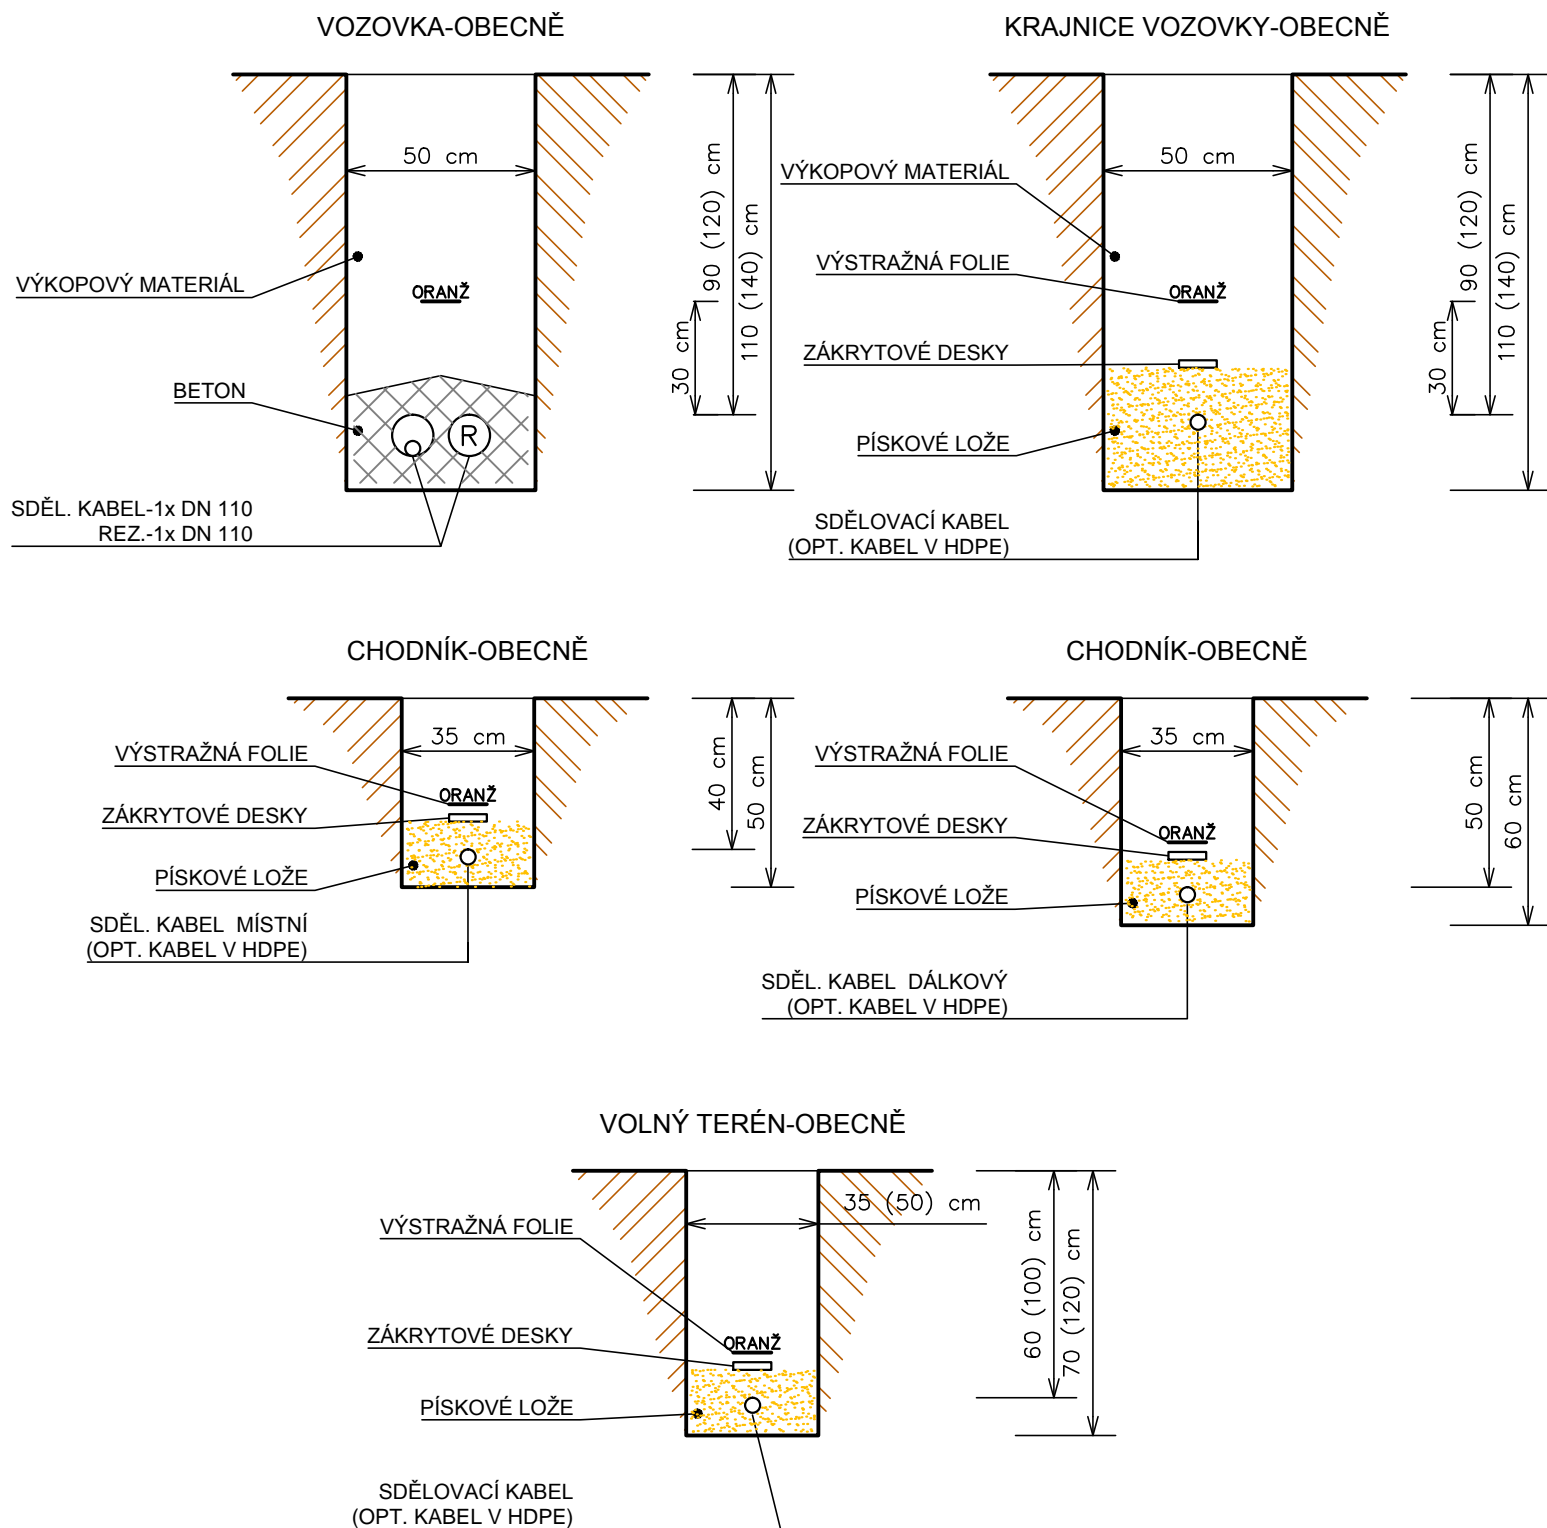 VOZOVKA-OBECNĚ
50 cm
90 (120) cm
110 (140) cm
30 cm
VÝKOPOVÝ MATERIÁL
ORANŽ
BETON
R
SDĚL. KABEL-1x DN 110
REZ.-1x DN 110
KRAJNICE VOZOVKY-OBECNĚ
50 cm
90 (120) cm
110 (140) cm
30 cm
VÝKOPOVÝ MATERIÁL
VÝSTRAŽNÁ FOLIE
ORANŽ
ZÁKRYTOVÉ DESKY
PÍSKOVÉ LOŽE
SDĚLOVACÍ KABEL
(OPT. KABEL V HDPE)
CHODNÍK-OBECNĚ
35 cm
40 cm
50 cm
VÝSTRAŽNÁ FOLIE
ORANŽ
ZÁKRYTOVÉ DESKY
PÍSKOVÉ LOŽE
SDĚL. KABEL  MÍSTNÍ
(OPT. KABEL V HDPE)
CHODNÍK-OBECNĚ
35 cm
50 cm
60 cm
VÝSTRAŽNÁ FOLIE
ORANŽ
ZÁKRYTOVÉ DESKY
PÍSKOVÉ LOŽE
SDĚL. KABEL  DÁLKOVÝ
(OPT. KABEL V HDPE)
VOLNÝ TERÉN-OBECNĚ
35 (50) cm
60 (100) cm
70 (120) cm
VÝSTRAŽNÁ FOLIE
ORANŽ
ZÁKRYTOVÉ DESKY
PÍSKOVÉ LOŽE
SDĚLOVACÍ KABEL
(OPT. KABEL V HDPE)